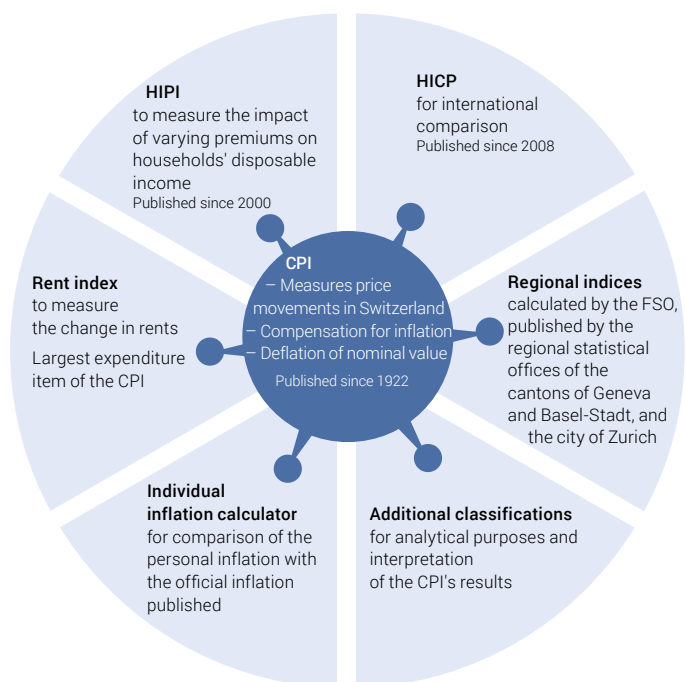 HIPI
to measure the impact
of varying premiums on
households' disposable
income
Published since 2000
HICP
for international
comparison
Published since 2008
Rent index
to measure
the change in rents
Largest expenditure
item of the CPI
CPI
– Measures price
movements in Switzerland
– Compensation for inflation
– Deflation of nominal value
Published since 1922
Regional indices
calculated by the FSO,
published by the
regional statistical
offices of the
cantons of Geneva
and Basel-Stadt, and
the city of Zurich
Individual
inflation calculator
for comparison of the
personal inflation with
the official inflation
published
Additional classifications
for analytical purposes and
interpretation
of the CPI's results